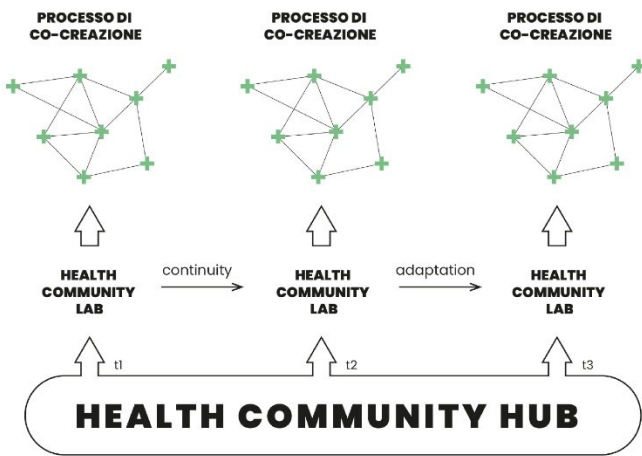 PROCESSO DI
CO-CREAZIONE
PROCESSO DI
CO-CREAZIONE
PROCESSO DI
CO-CREAZIONE
HEALTH
COMMUNITY
LAB
continuity
HEALTH
COMMUNITY
LAB
adaptation
HEALTH
COMMUNITY
LAB
t1
t2
t3
HEALTH COMMUNITY HUB